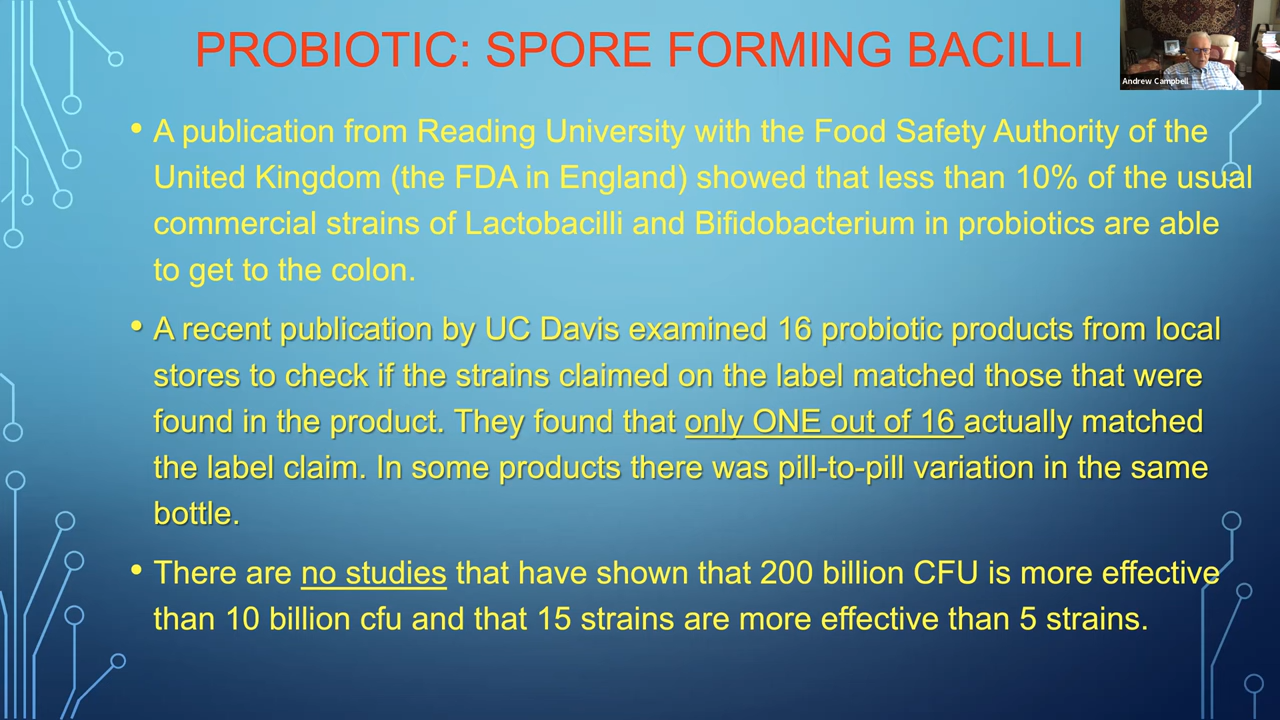 PROBIOTIC: SPORE FORMING BACILLI
Andrew Campbell
• A publication from Reading University with the Food Safety Authority of the
United Kingdom (the FDA in England) showed that less than 10% of the usual
commercial strains of Lactobacilli and Bifidobacterium in probiotics are able
to get to the colon.
• A recent publication by UC Davis examined 16 probiotic products from local
stores to check if the strains claimed on the label matched those that were
found in the product. They found that only ONE out of 16 actually matched
the label claim. In some products there was pill-to-pill variation in the same
bottle.
• There are no studies that have shown that 200 billion CFU is more effective
than 10 billion cfu and that 15 strains are more effective than 5 strains.